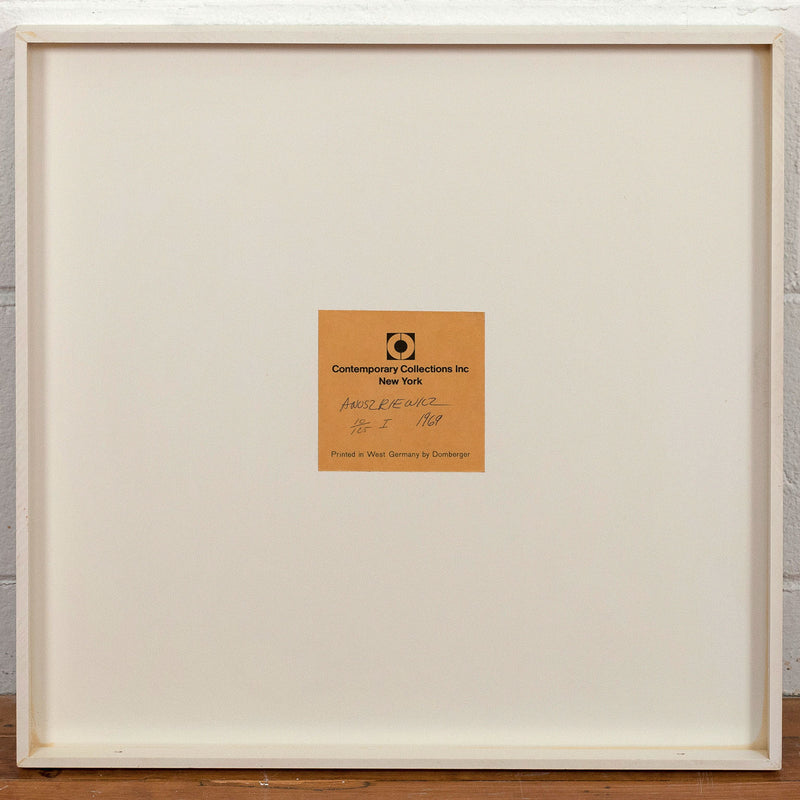 Contemporary Collections Inc
New York
ANUSZKIEWICZ
I 1969
Printed in West Germany by Domberger